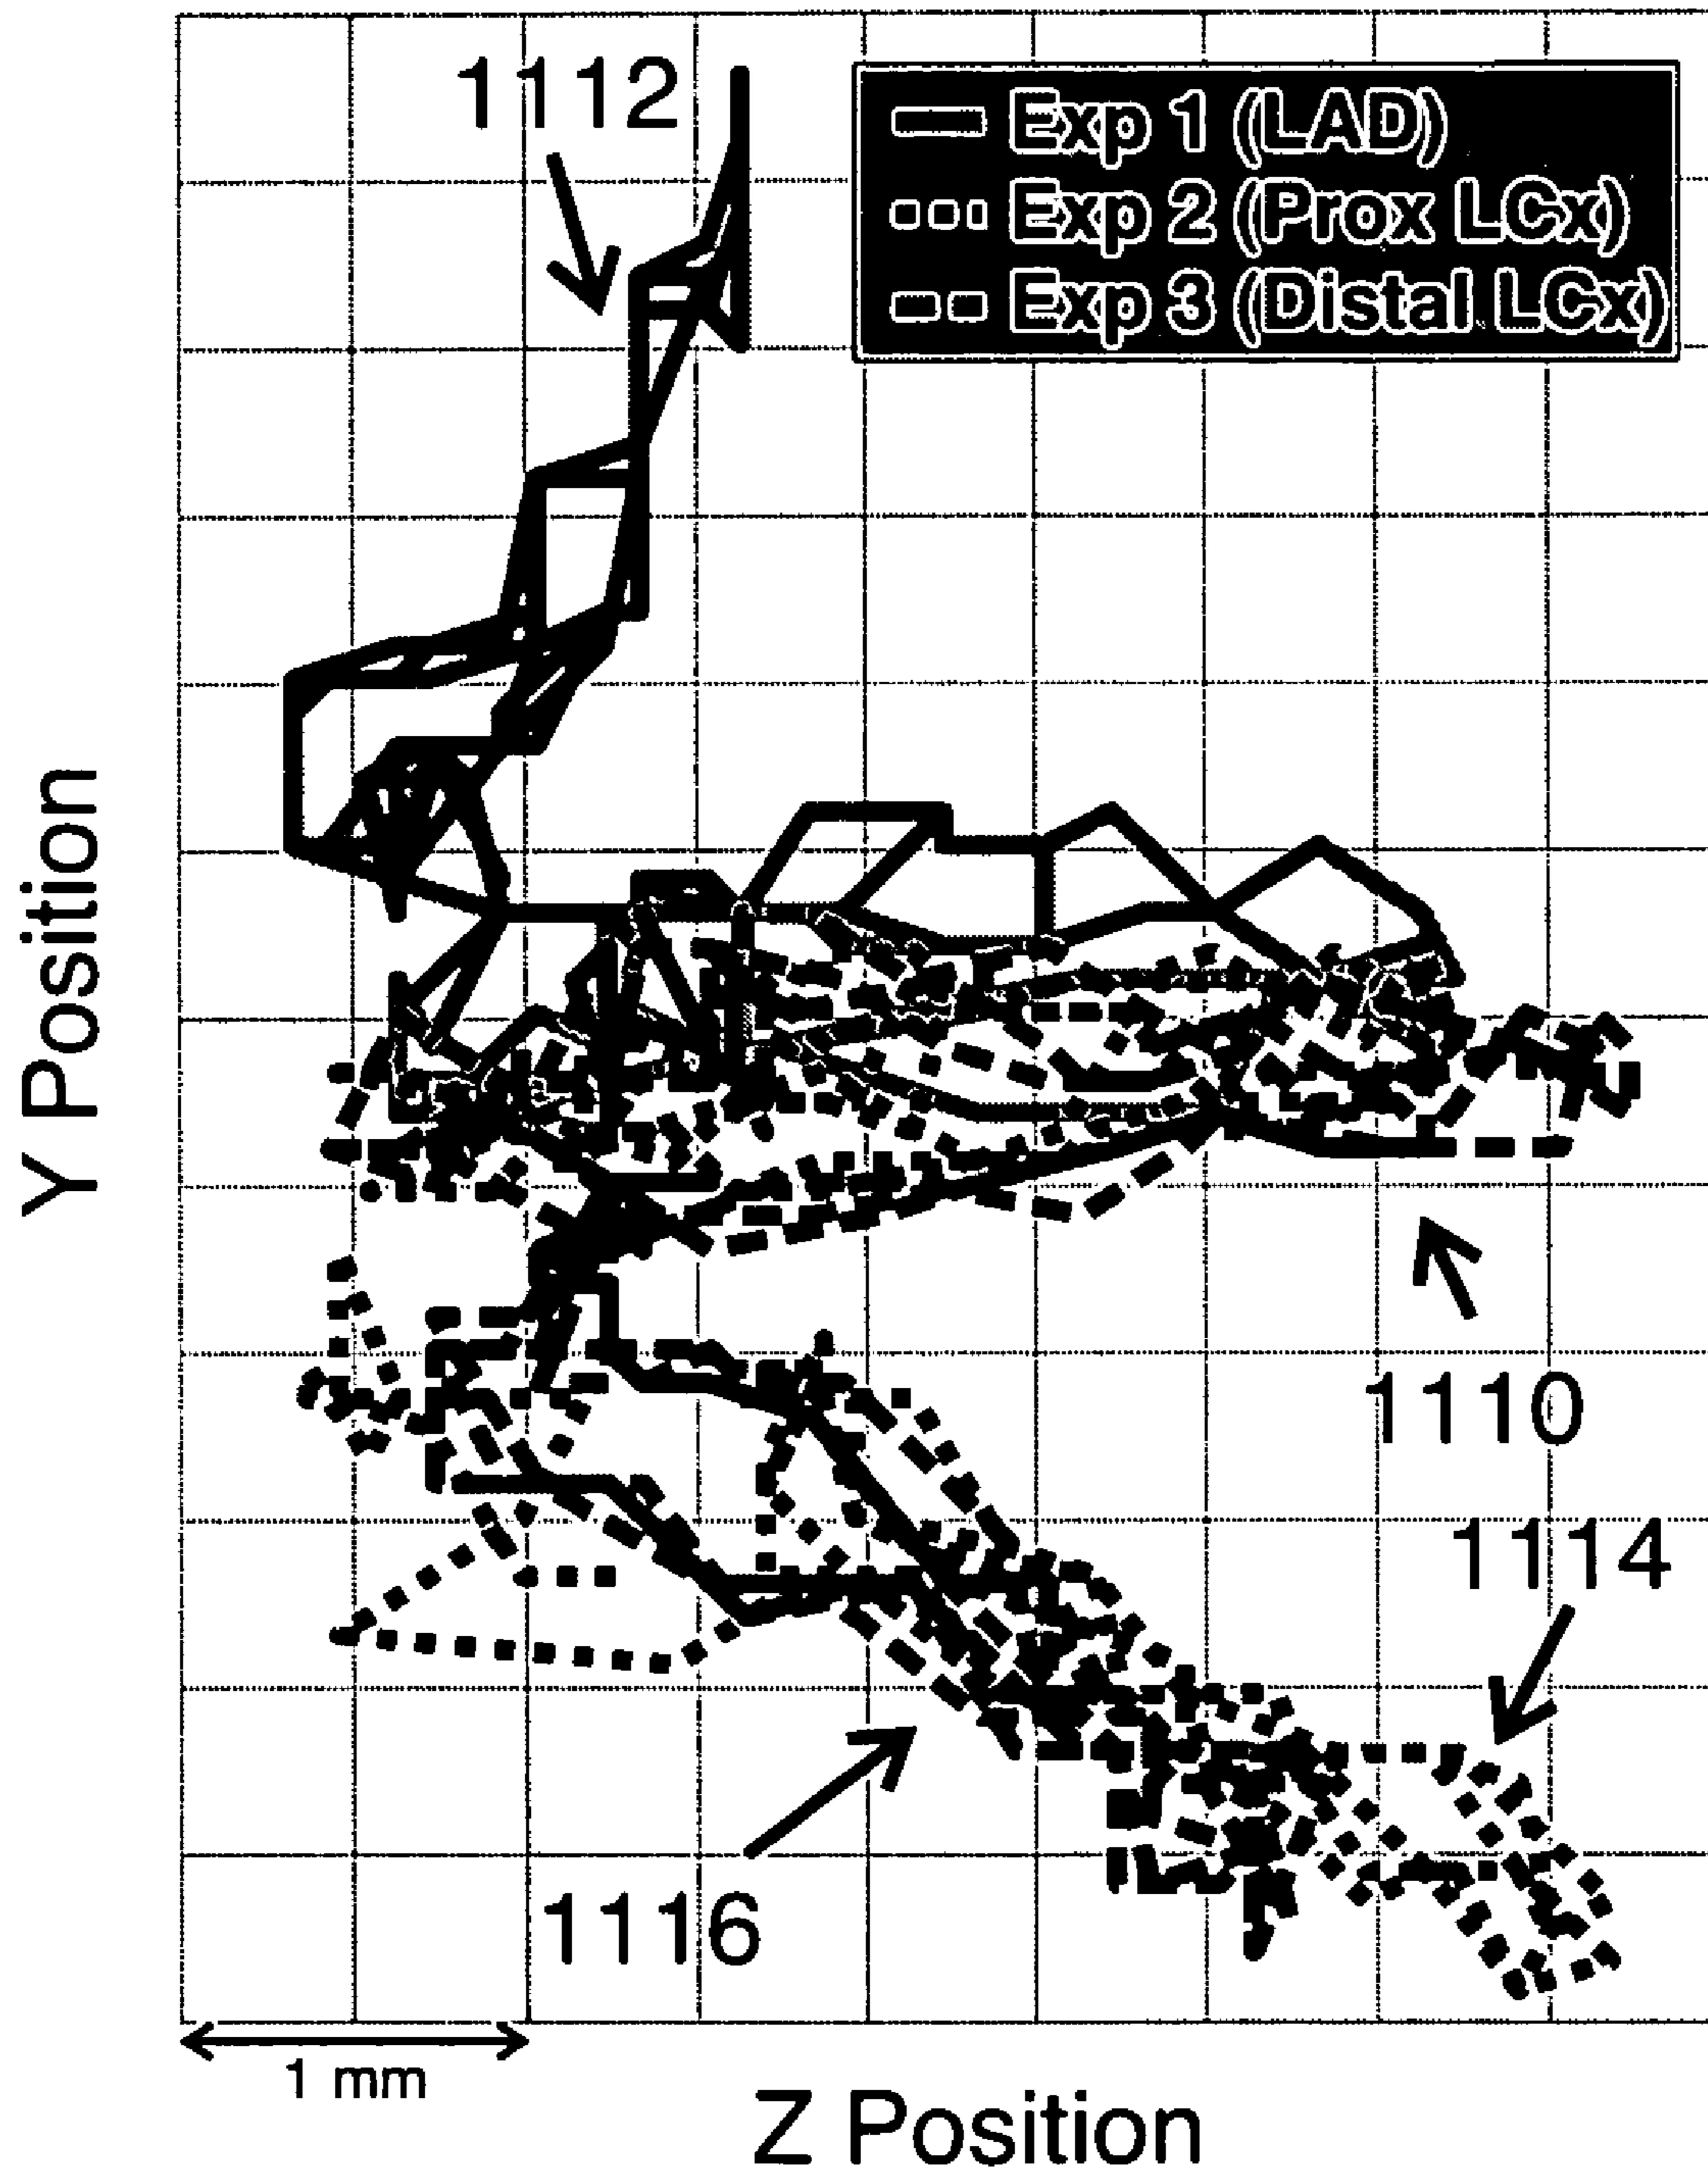 1112
Exp 1 (LAD)
Exp 2 (Prox LCx)
Exp 3 (Distal LCx)
Y Position
1110
1114
1116
1 mm
Z Position